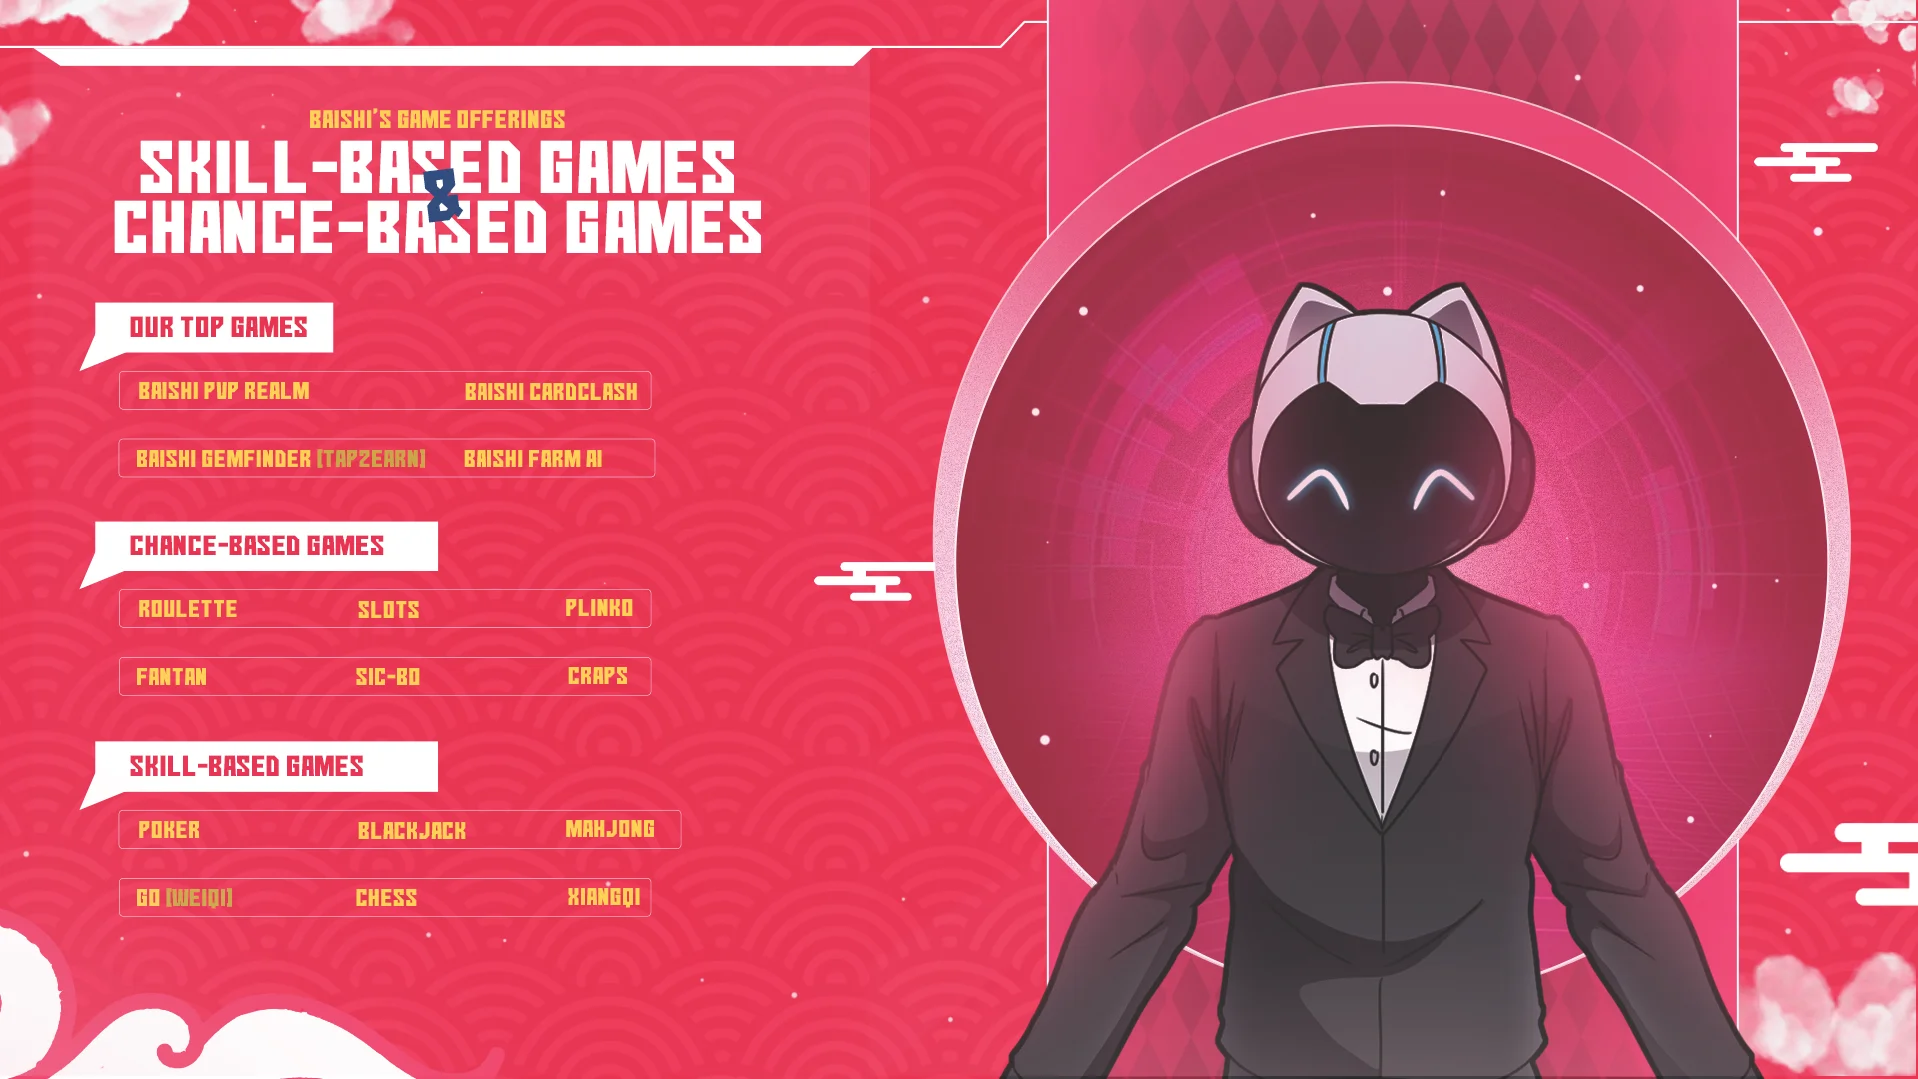 BAISHI'S GAME OFFERINGS
SKILL-BASED GAMES
&
CHANCE-BASED GAMES
OUR TOP GAMES
BAISHI PVP REALM BAISHI CARDCLASH
BAISHI GEMFINDER [TAP2EARN] BAISHI FARM AI
CHANCE-BASED GAMES
ROULETTE SLOTS PLINKO
FANTAN SIC-BO CRAPS
SKILL-BASED GAMES
POKER BLACKJACK MAHJONG
GO [WEIQI] CHESS XIANGQI